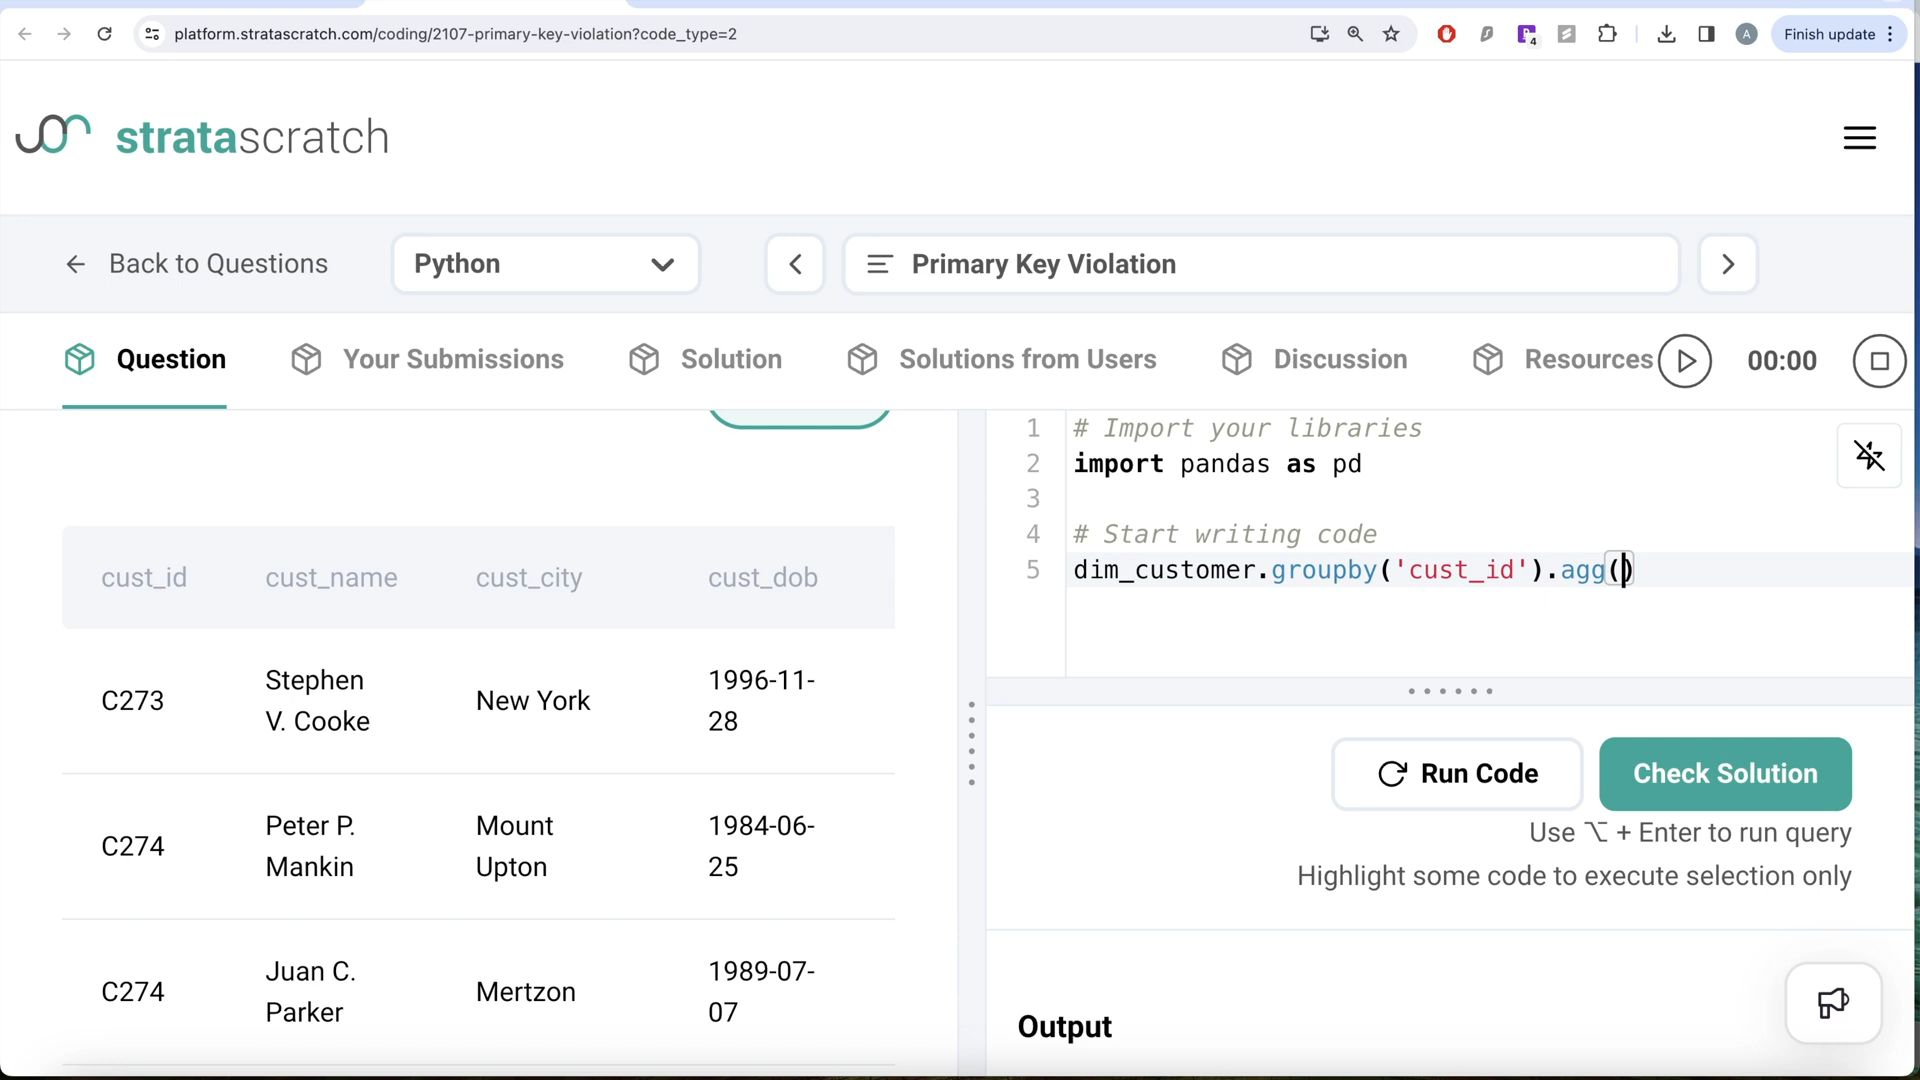 platform.stratascratch.com/coding/2107-primary-key-violation?code_type=2
4
A
Finish update
stratascratch
Back to Questions
Python
Primary Key Violation
Question
Your Submissions
Solution
Solutions from Users
Discussion
Resources
00:00
cust_id cust_name cust_city cust_dob
C273 Stephen V. Cooke New York 1996-11-28
C274 Peter P. Mankin Mount Upton 1984-06-25
C274 Juan C. Parker Mertzon 1989-07-07
1 # Import your libraries
2 import pandas as pd
3
4 # Start writing code
5 dim_customer.groupby('cust_id').agg()
Run Code
Check Solution
Use ⌥ + Enter to run query
Highlight some code to execute selection only
Output